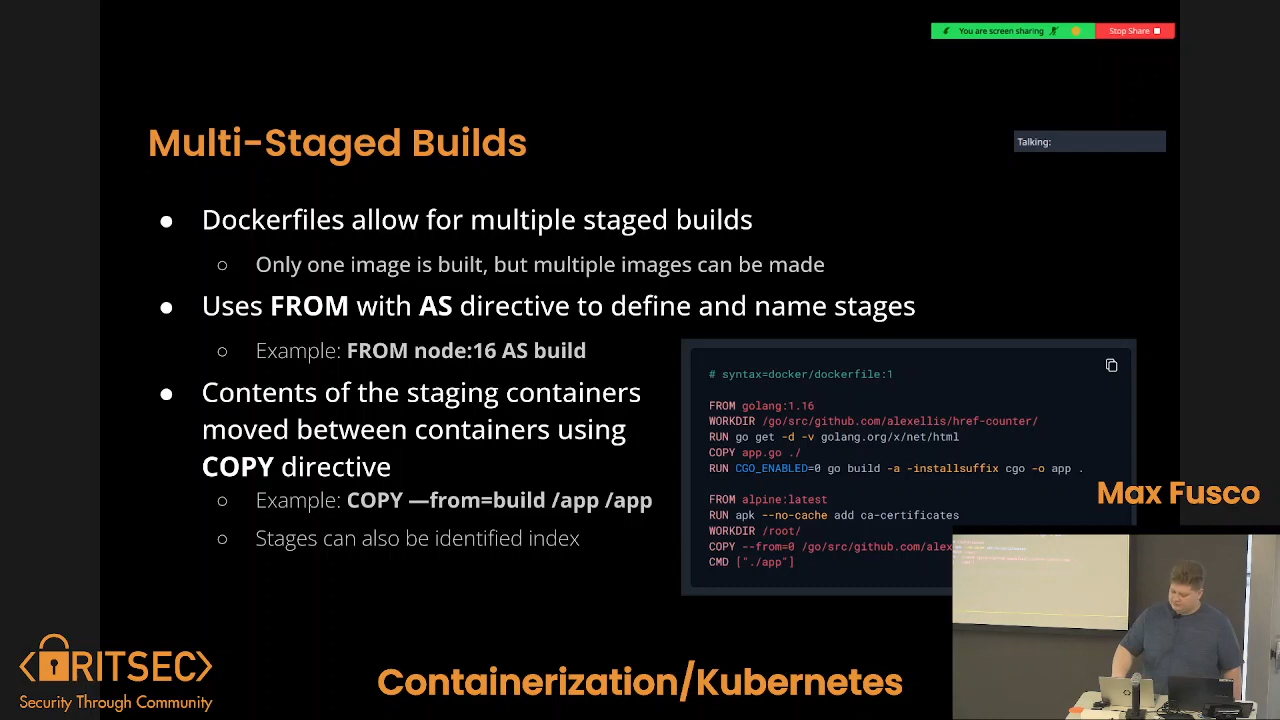 You are screen sharing
Stop Share
Multi-Staged Builds
Talking:
● Dockerfiles allow for multiple staged builds
○ Only one image is built, but multiple images can be made
● Uses FROM with AS directive to define and name stages
○ Example: FROM node:16 AS build
● Contents of the staging containers
moved between containers using
COPY directive
○ Example: COPY —from=build /app /app
○ Stages can also be identified index
# syntax=docker/dockerfile:1
FROM golang:1.16
WORKDIR /go/src/github.com/alexellis/href-counter/
RUN go get -d -v golang.org/x/net/html
COPY app.go ./
RUN CGO_ENABLED=0 go build -a -installsuffix cgo -o app .
FROM alpine:latest
RUN apk --no-cache add ca-certificates
WORKDIR /root/
COPY --from=0 /go/src/github.com/alex
CMD ["./app"]
Max Fusco
RITSEC
Security Through Community
Containerization/Kubernetes